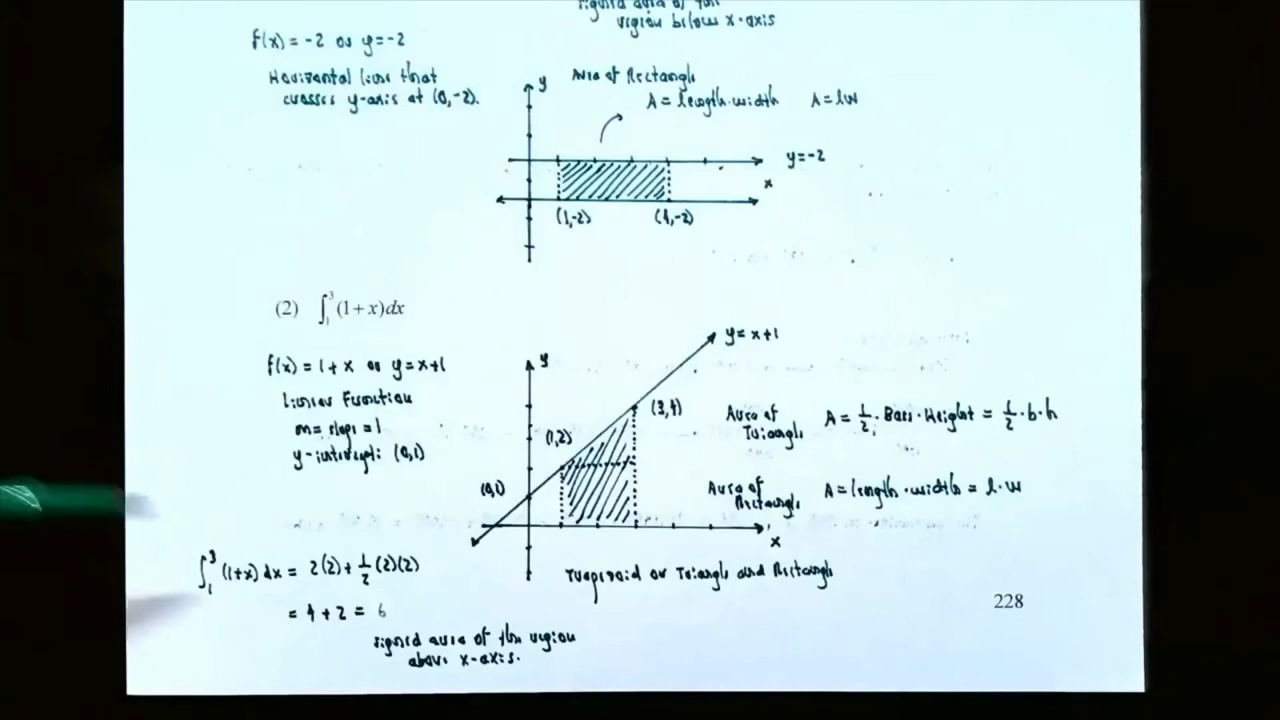 signed area of the
region below x-axis
f(x) = -2 or y = -2
Horizontal line that
crosses y-axis at (0,-2).
Area of Rectangle
A = length·width A = lw
y
y = -2
x
(1,-2) (4,-2)
(2) ∫₁³ (1 + x)dx
y = x+1
f(x) = 1 + x or y = x+1
y
Linear Function
m = slope = 1
y-intercept: (0,1)
(3,4)
(1,2)
(0,1)
Area of Triangle A = 1/2 · Base · Height = 1/2 · b · h
Area of Rectangle A = length · width = l · w
x
∫₁³ (1+x) dx = 2(2) + 1/2 (2)(2)
= 4 + 2 = 6
Trapezoid or Triangle and Rectangle
signed area of the region
above x-axis.
228